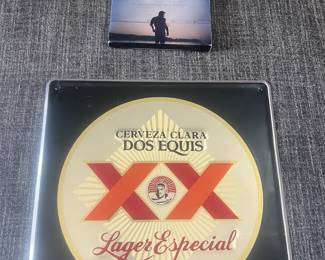 CERVEZA CLARA
DOS EQUIS
XX
Lager Especial